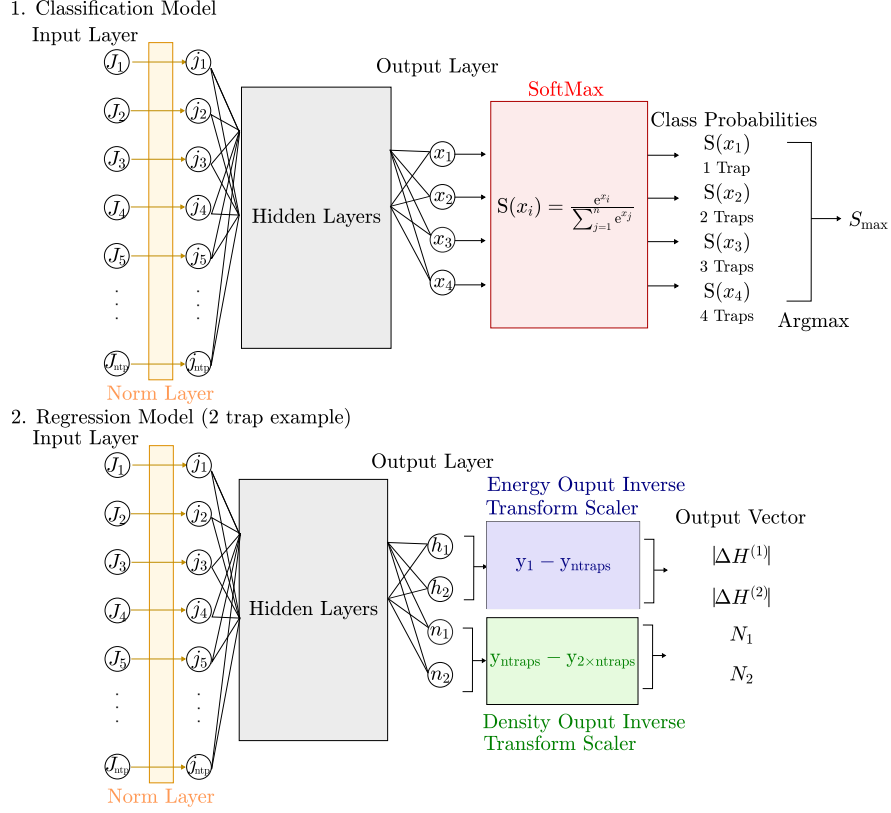 1. Classification Model
Input Layer
Output Layer
SoftMax
Class Probabilities
J₁ j₁
J₂ j₂
J₃ j₃
J₄ j₄
J₅ j₅
. .
. .
. .
Jₙₜₚ jₙₜₚ
Norm Layer
Hidden Layers
x₁
x₂
x₃
x₄
S(xᵢ) = e^{xᵢ} / ∑_{j=1}^{n} e^{xⱼ}
S(x₁)
1 Trap
S(x₂)
2 Traps
S(x₃)
3 Traps
S(x₄)
4 Traps
Argmax
S_max
2. Regression Model (2 trap example)
Input Layer
Output Layer
Energy Ouput Inverse
Transform Scaler
Output Vector
J₁ j₁
J₂ j₂
J₃ j₃
J₄ j₄
J₅ j₅
. .
. .
. .
Jₙₜₚ jₙₜₚ
Norm Layer
Hidden Layers
h₁
h₂
n₁
n₂
y₁ − y_ntraps
y_ntraps − y_2×ntraps
Density Ouput Inverse
Transform Scaler
|ΔH⁽¹⁾|
|ΔH⁽²⁾|
N₁
N₂